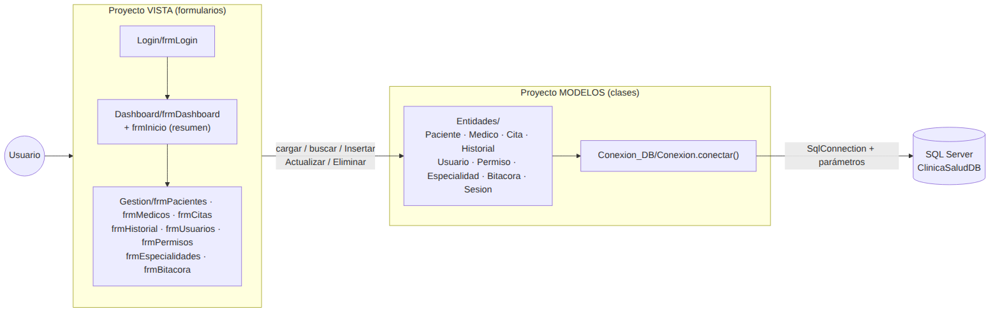 Usuario
Proyecto VISTA (formularios)
Login/frmLogin
Dashboard/frmDashboard
+ frmInicio (resumen)
Gestion/frmPacientes ·
frmMedicos · frmCitas
frmHistorial · frmUsuarios ·
frmPermisos
frmEspecialidades ·
frmBitacora
cargar / buscar / Insertar
Actualizar / Eliminar
Proyecto MODELOS (clases)
Entidades/
Paciente · Medico · Cita ·
Historial
Usuario · Permiso ·
Especialidad · Bitacora ·
Sesion
Conexion_DB/Conexion.conectar()
SqlConnection +
parámetros
SQL Server
ClinicaSaludDB